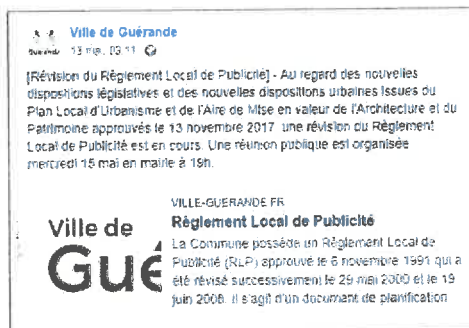 Ville de Guérande
13 mai, 03:11
[Révision du Règlement Local de Publicité] - Au regard des nouvelles
dispositions législatives et des nouvelles dispositions urbaines issues du
Plan Local d'Urbanisme et de l'Aire de Mise en valeur de l'Architecture et du
Patrimoine approuvés le 13 novembre 2017, une révision du Règlement
Local de Publicité est en cours. Une réunion publique est organisée
mercredi 15 mai en mairie à 19h.
VILLE-GUERANDE.FR
Règlement Local de Publicité
La Commune possède un Règlement Local de
Publicité (RLP) approuvé le 6 novembre 1991 qui a
été révisé successivement le 29 mai 2000 et le 19
juin 2006. Il s'agit d'un document de planification
Ville de
Gué